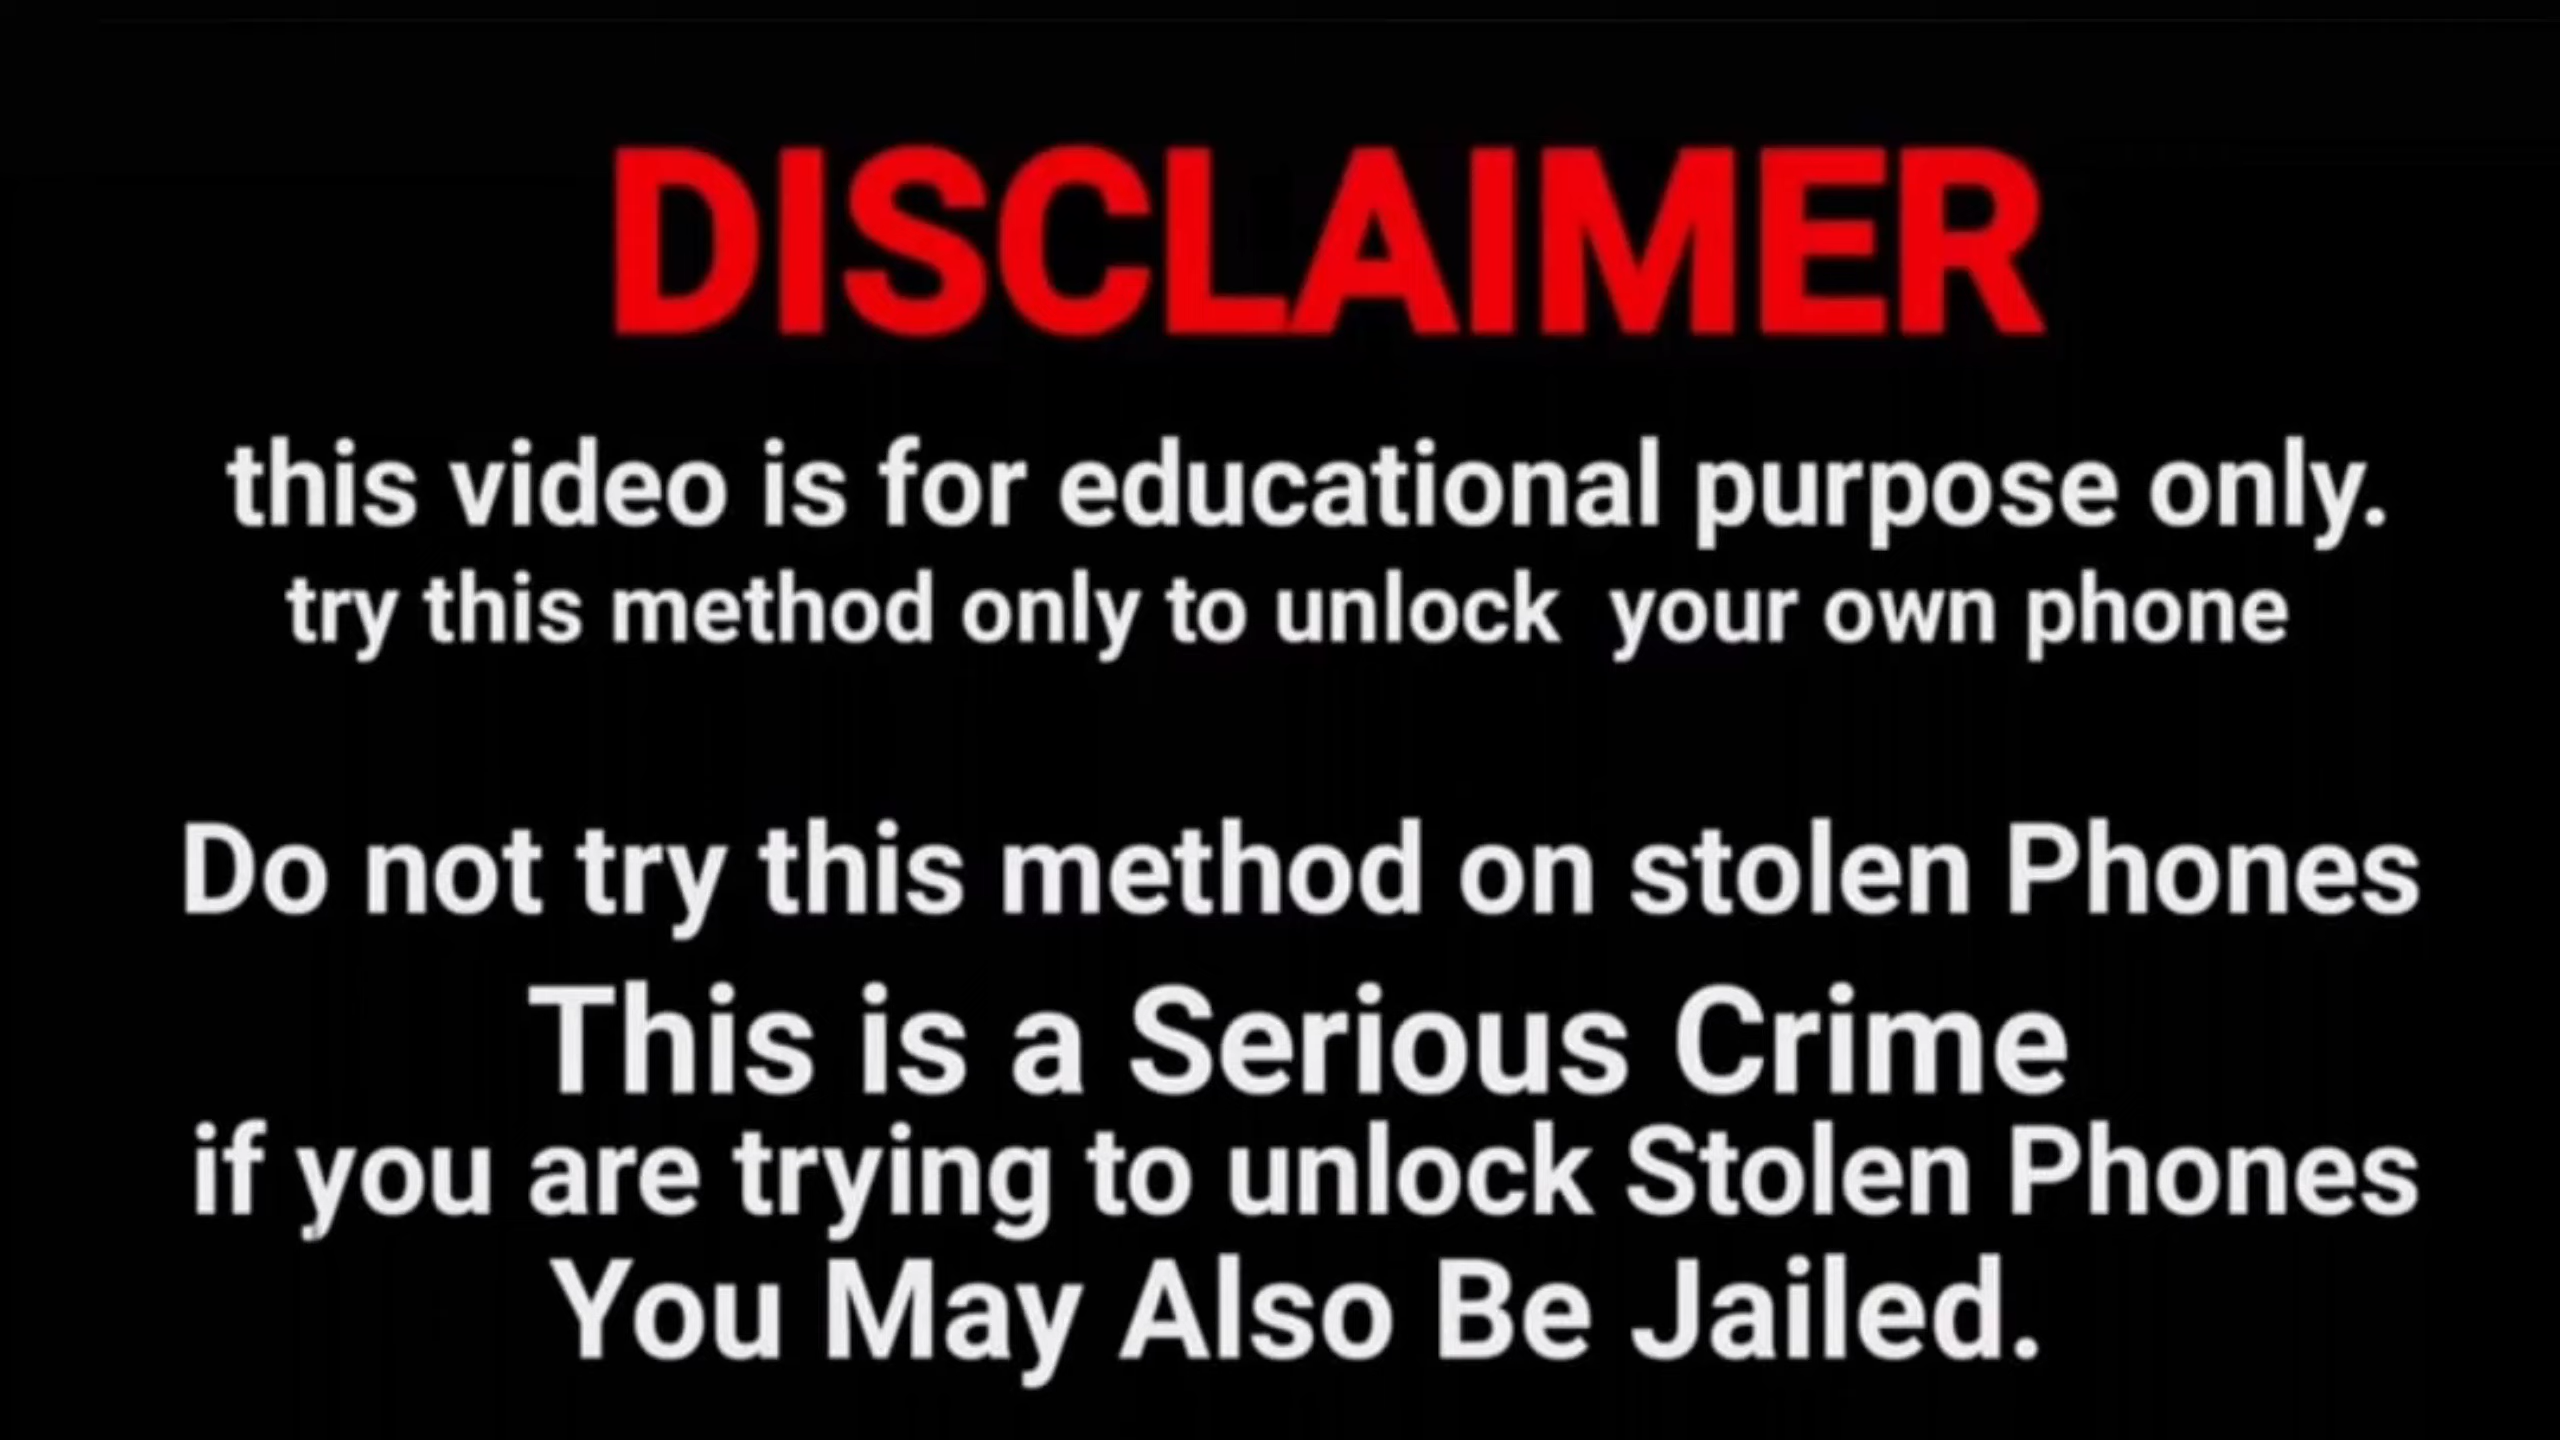 DISCLAIMER
this video is for educational purpose only.
try this method only to unlock  your own phone
Do not try this method on stolen Phones
This is a Serious Crime
if you are trying to unlock Stolen Phones
You May Also Be Jailed.